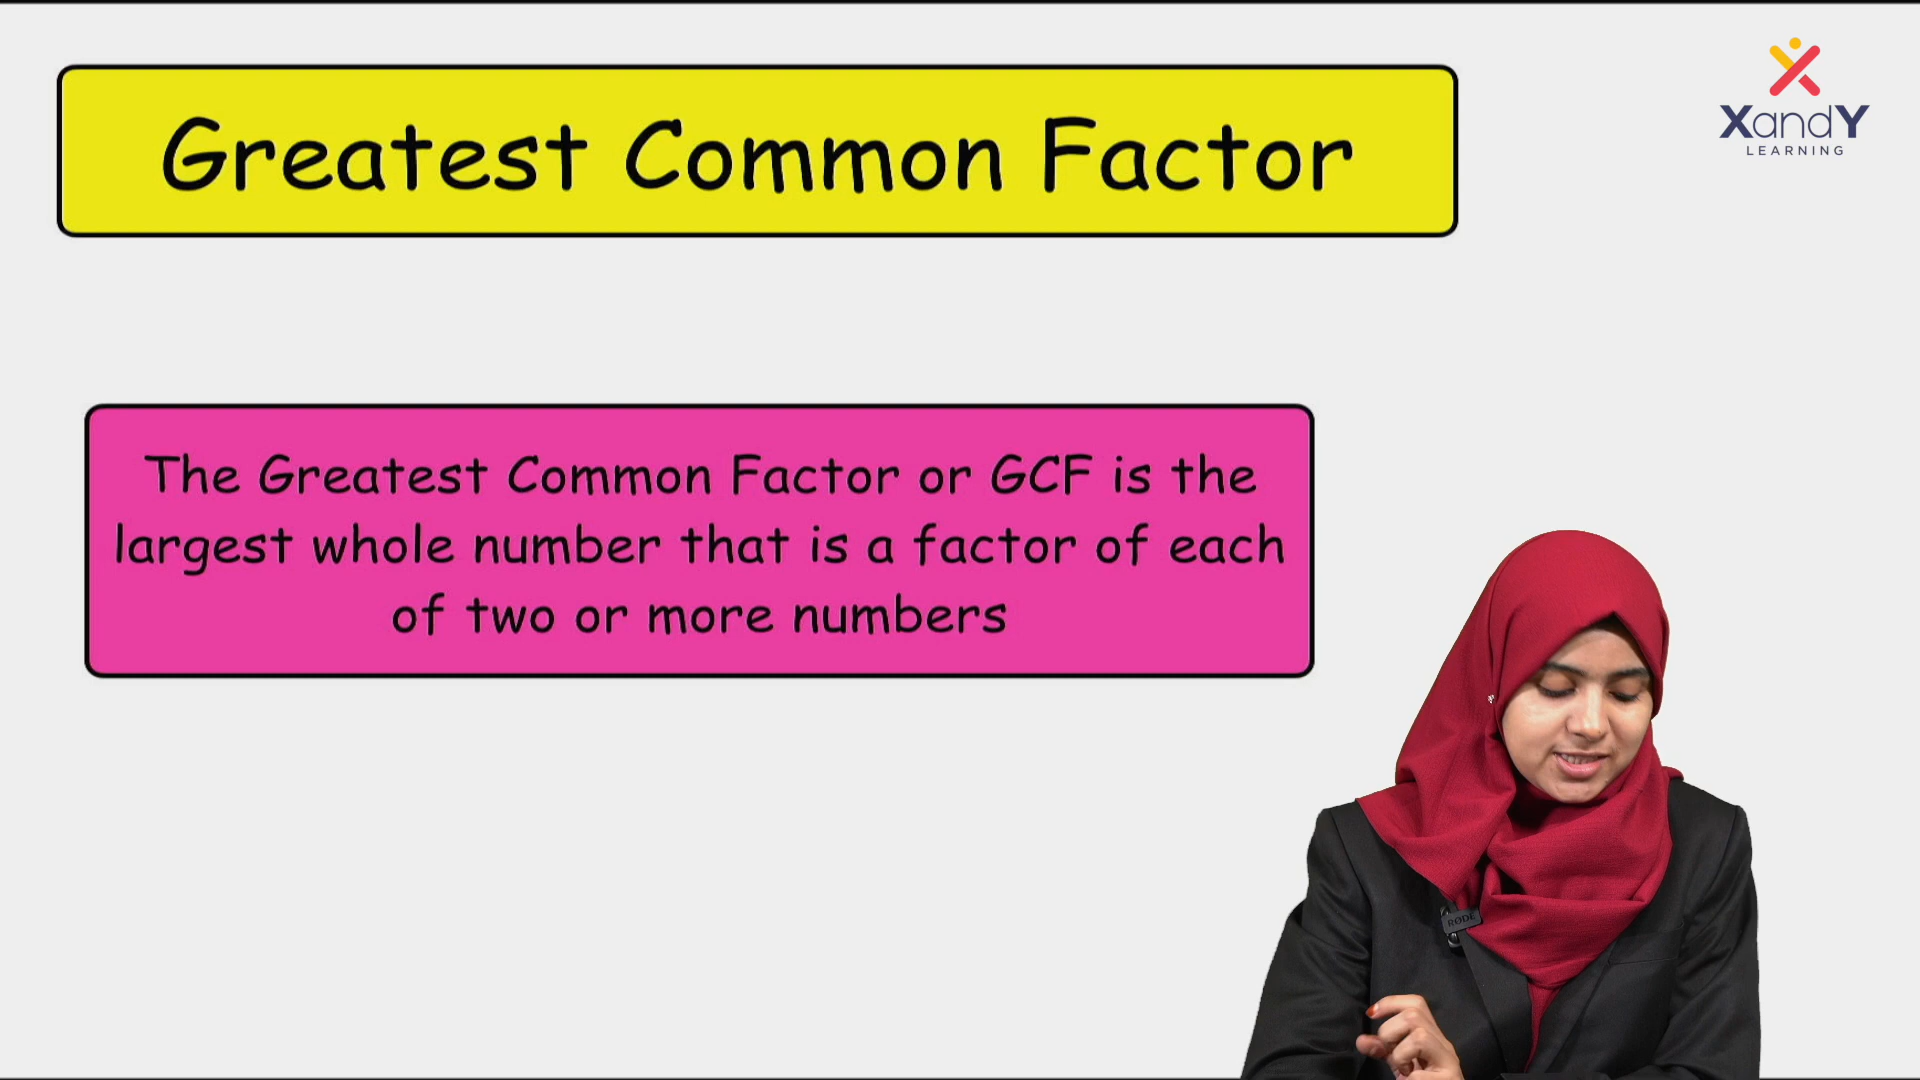 Greatest Common Factor
XandY
LEARNING
The Greatest Common Factor or GCF is the
largest whole number that is a factor of each
of two or more numbers
RODE